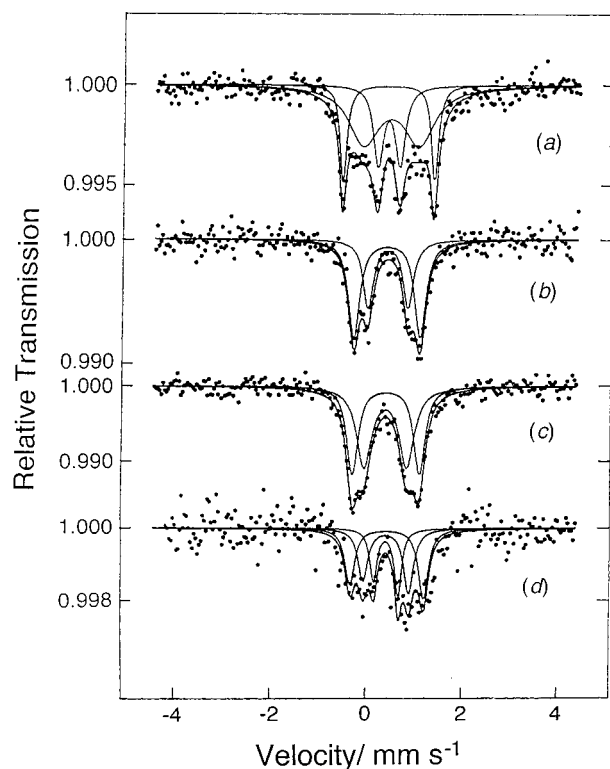 1.000
(a)
0.995
1.000
(b)
0.990
1.000
(c)
0.990
1.000
(d)
0.998
Relative Transmission
-4 -2 0 2 4
Velocity/ mm s⁻¹